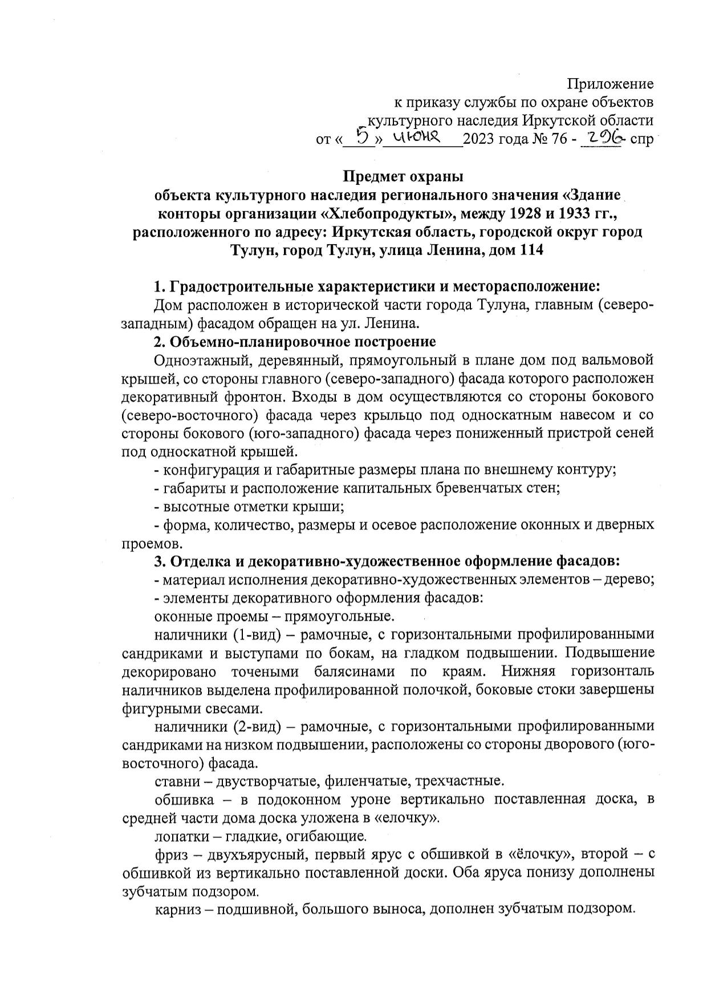 Приложение
к приказу службы по охране объектов
культурного наследия Иркутской области
от « 5 » июня 2023 года № 76 - 296- спр
Предмет охраны
объекта культурного наследия регионального значения «Здание
конторы организации «Хлебопродукты», между 1928 и 1933 гг.,
расположенного по адресу: Иркутская область, городской округ город
Тулун, город Тулун, улица Ленина, дом 114
1. Градостроительные характеристики и месторасположение:
Дом расположен в исторической части города Тулуна, главным (северо-
западным) фасадом обращен на ул. Ленина.
2. Объемно-планировочное построение
Одноэтажный, деревянный, прямоугольный в плане дом под вальмовой
крышей, со стороны главного (северо-западного) фасада которого расположен
декоративный фронтон. Входы в дом осуществляются со стороны бокового
(северо-восточного) фасада через крыльцо под односкатным навесом и со
стороны бокового (юго-западного) фасада через пониженный пристрой сеней
под односкатной крышей.
- конфигурация и габаритные размеры плана по внешнему контуру;
- габариты и расположение капитальных бревенчатых стен;
- высотные отметки крыши;
- форма, количество, размеры и осевое расположение оконных и дверных
проемов.
3. Отделка и декоративно-художественное оформление фасадов:
- материал исполнения декоративно-художественных элементов – дерево;
- элементы декоративного оформления фасадов:
оконные проемы – прямоугольные.
наличники (1-вид) – рамочные, с горизонтальными профилированными
сандриками и выступами по бокам, на гладком подвышении. Подвышение
декорировано точеными балясинами по краям. Нижняя горизонталь
наличников выделена профилированной полочкой, боковые стоки завершены
фигурными свесами.
наличники (2-вид) – рамочные, с горизонтальными профилированными
сандриками на низком подвышении, расположены со стороны дворового (юго-
восточного) фасада.
ставни – двустворчатые, филенчатые, трехчастные.
обшивка – в подоконном уроне вертикально поставленная доска, в
средней части дома доска уложена в «елочку».
лопатки – гладкие, огибающие.
фриз – двухъярусный, первый ярус с обшивкой в «ёлочку», второй – с
обшивкой из вертикально поставленной доски. Оба яруса понизу дополнены
зубчатым подзором.
карниз – подшивной, большого выноса, дополнен зубчатым подзором.